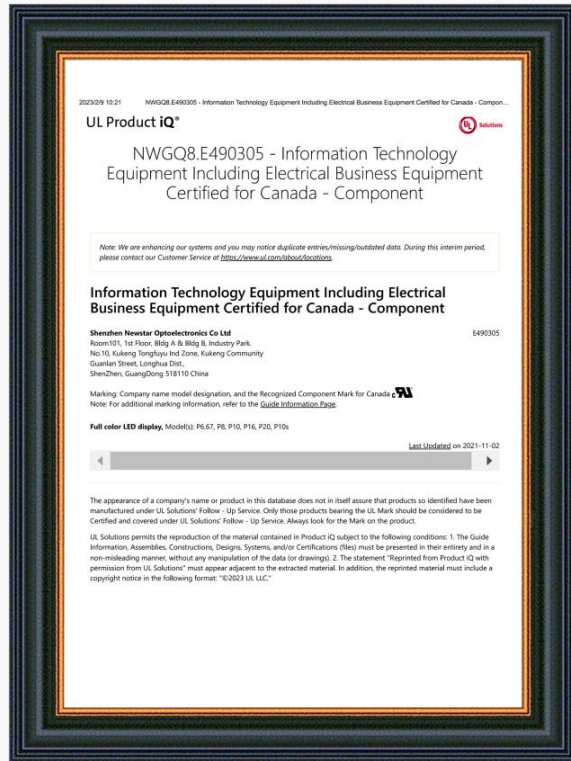 2023/2/9 10:21 NWGQ8.E490305 - Information Technology Equipment Including Electrical Business Equipment Certified for Canada - Compon...
UL Product iQ®
UL Solutions
NWGQ8.E490305 - Information Technology
Equipment Including Electrical Business Equipment
Certified for Canada - Component
Note: We are enhancing our systems and you may notice duplicate entries/missing/outdated data. During this interim period,
please contact our Customer Service at https://www.ul.com/about/locations.
Information Technology Equipment Including Electrical
Business Equipment Certified for Canada - Component
Shenzhen Newstar Optoelectronics Co Ltd E490305
Room101, 1st Floor, Bldg A & Bldg B, Industry Park.
No.10, Kukeng Tongfuyu Ind Zone, Kukeng Community
Guanlan Street, Longhua Dist.,
ShenZhen, GuangDong 518110 China
Marking: Company name model designation, and the Recognized Component Mark for Canada
Note: For additional marking information, refer to the Guide Information Page.
Full color LED display, Model(s): P6.67, P8, P10, P16, P20, P10s
Last Updated on 2021-11-02
The appearance of a company's name or product in this database does not in itself assure that products so identified have been
manufactured under UL Solutions' Follow - Up Service. Only those products bearing the UL Mark should be considered to be
Certified and covered under UL Solutions' Follow - Up Service. Always look for the Mark on the product.
UL Solutions permits the reproduction of the material contained in Product iQ subject to the following conditions: 1. The Guide
Information, Assemblies, Constructions, Designs, Systems, and/or Certifications (files) must be presented in their entirety and in a
non-misleading manner, without any manipulation of the data (or drawings). 2. The statement "Reprinted from Product iQ with
permission from UL Solutions" must appear adjacent to the extracted material. In addition, the reprinted material must include a
copyright notice in the following format: "©2023 UL LLC."